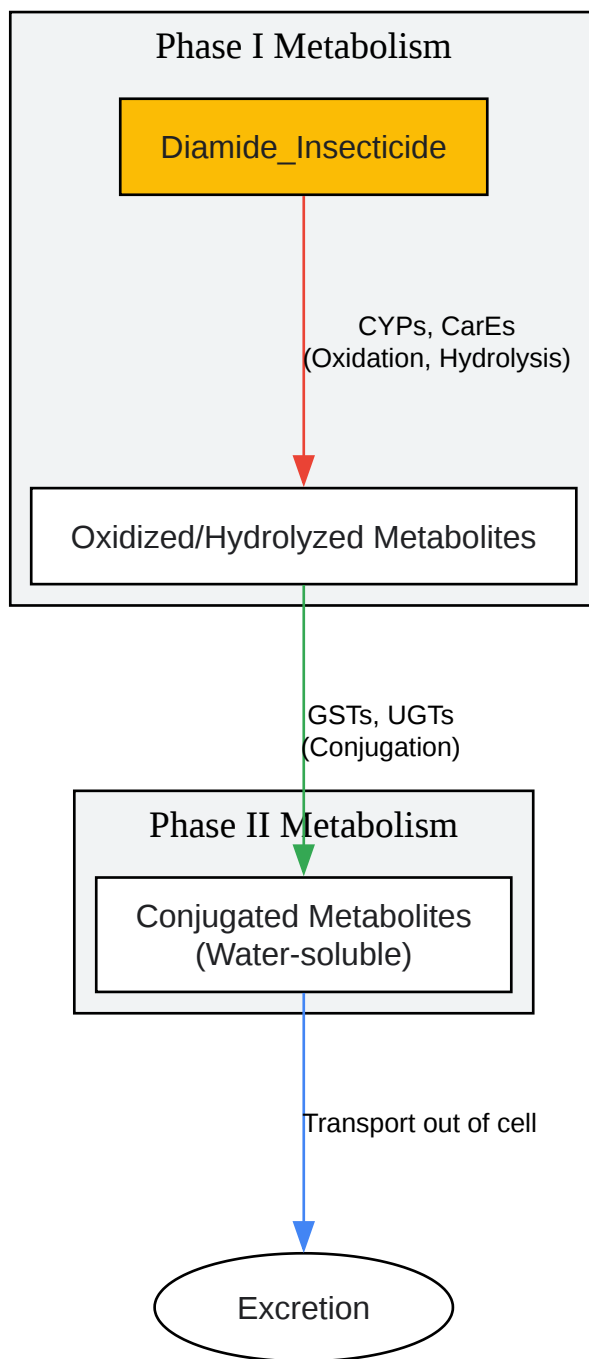 Phase I Metabolism
Diamide_Insecticide
CYPs, CarEs
(Oxidation, Hydrolysis)
Oxidized/Hydrolyzed Metabolites
GSTs, UGTs
(Conjugation)
Phase II Metabolism
Conjugated Metabolites
(Water-soluble)
Transport out of cell
Excretion